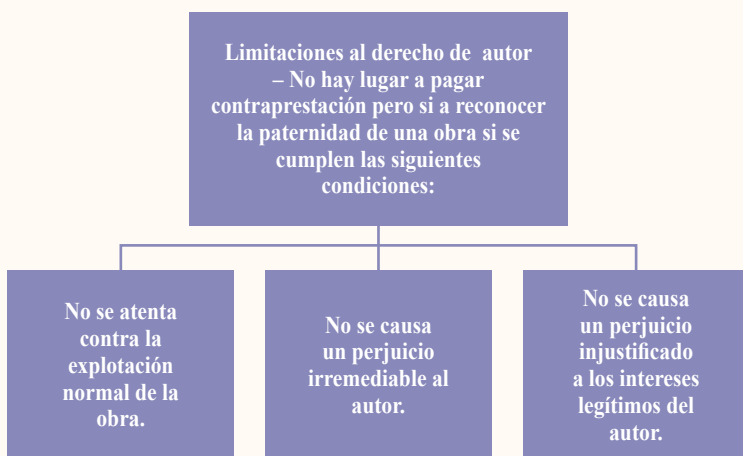 Limitaciones al derecho de autor
– No hay lugar a pagar
contraprestación pero si a reconocer
la paternidad de una obra si se
cumplen las siguientes
condiciones:
No se atenta
contra la
explotación
normal de la
obra.
No se causa
un perjuicio
irremediable al
autor.
No se causa
un perjuicio
injustificado
a los intereses
legítimos del
autor.